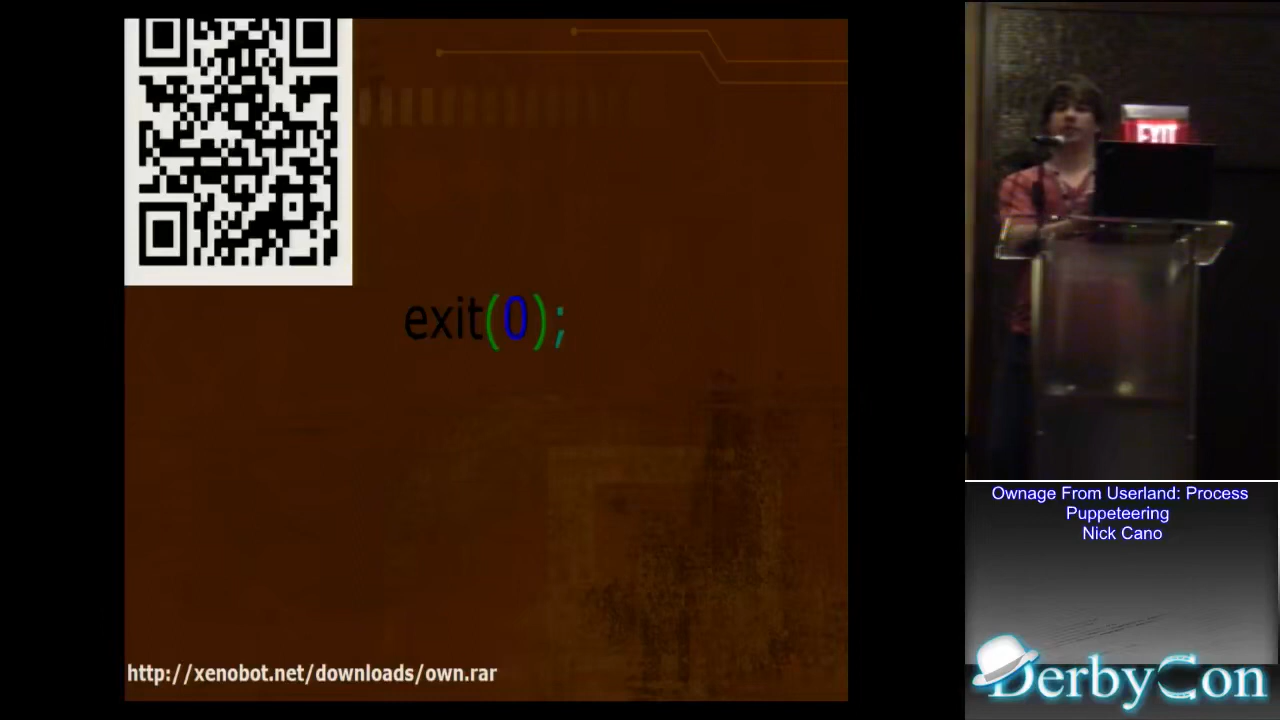 exit(0);
http://xenobot.net/downloads/own.rar
EXIT
Ownage From Userland: Process
Puppeteering
Nick Cano
DerbyCon